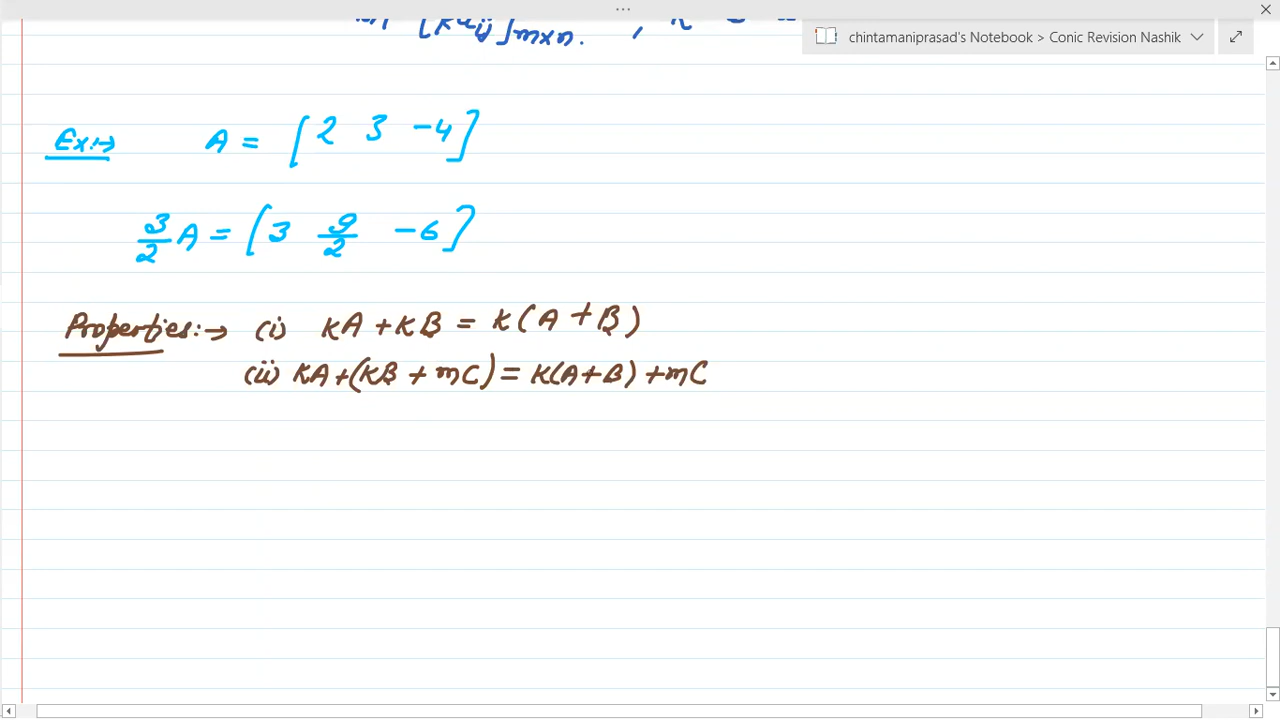 [kaij]m×n. , K
chintamaniprasad's Notebook > Conic Revision Nashik
Ex:→ A = [2 3 -4]
3/2 A = [3 9/2 -6]
Properties:→ (i) KA + KB = K(A + B)
(ii) KA + (KB + mC) = K(A + B) + mC